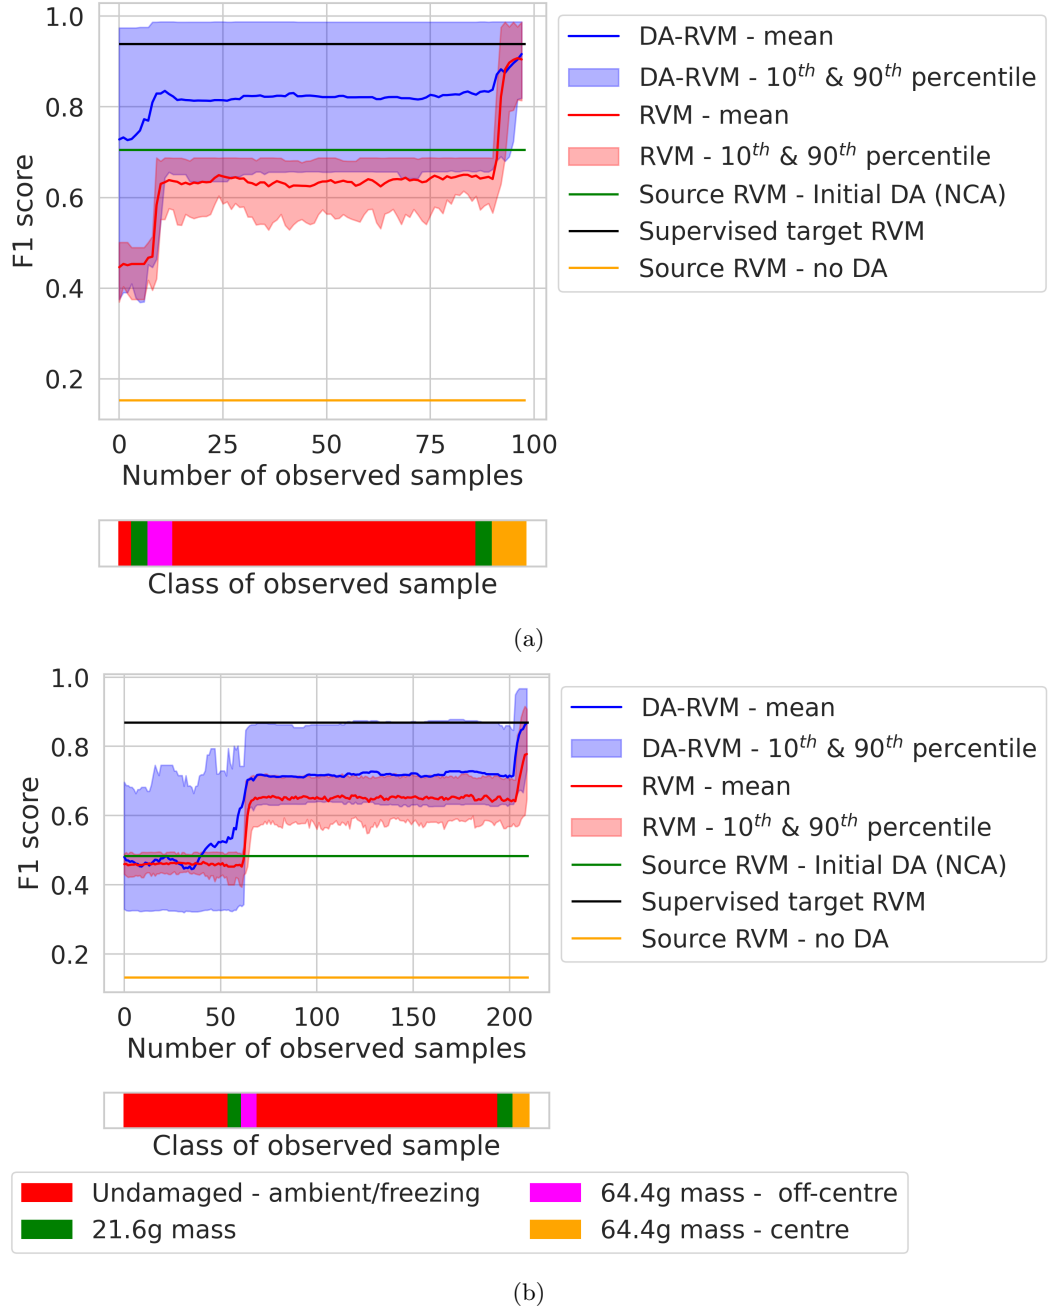 1.0
0.8
0.6
0.4
0.2
F1 score
0 25 50 75 100
Number of observed samples
DA-RVM - mean
DA-RVM - 10th & 90th percentile
RVM - mean
RVM - 10th & 90th percentile
Source RVM - Initial DA (NCA)
Supervised target RVM
Source RVM - no DA
Class of observed sample
(a)
1.0
0.8
0.6
0.4
0.2
F1 score
0 50 100 150 200
Number of observed samples
DA-RVM - mean
DA-RVM - 10th & 90th percentile
RVM - mean
RVM - 10th & 90th percentile
Source RVM - Initial DA (NCA)
Supervised target RVM
Source RVM - no DA
Class of observed sample
Undamaged - ambient/freezing
21.6g mass
64.4g mass - off-centre
64.4g mass - centre
(b)